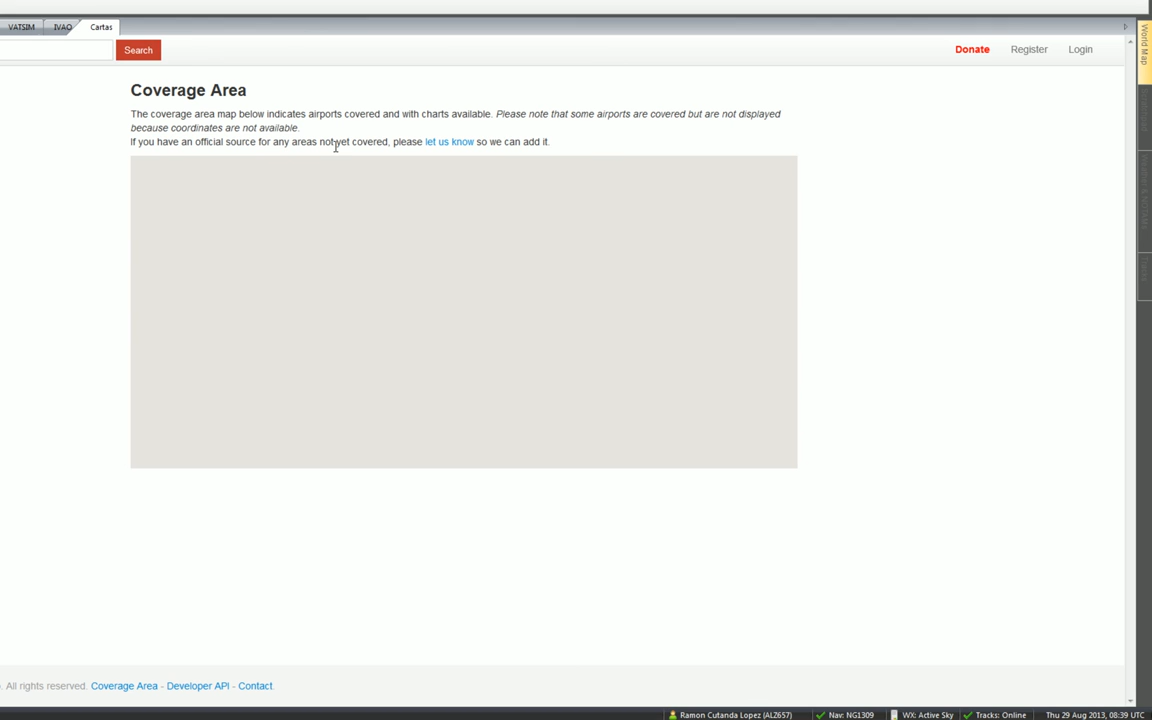 VATSIM IVAO Cartas
World Map
Search Donate Register Login
Coverage Area
The coverage area map below indicates airports covered and with charts available. Please note that some airports are covered but are not displayed
because coordinates are not available.
If you have an official source for any areas not yet covered, please let us know so we can add it.
. All rights reserved. Coverage Area - Developer API - Contact
Ramon Cutanda Lopez (ALZ657) Nav: NG1309 WX: Active Sky Tracks: Online Thu 29 Aug 2013, 08:39 UTC